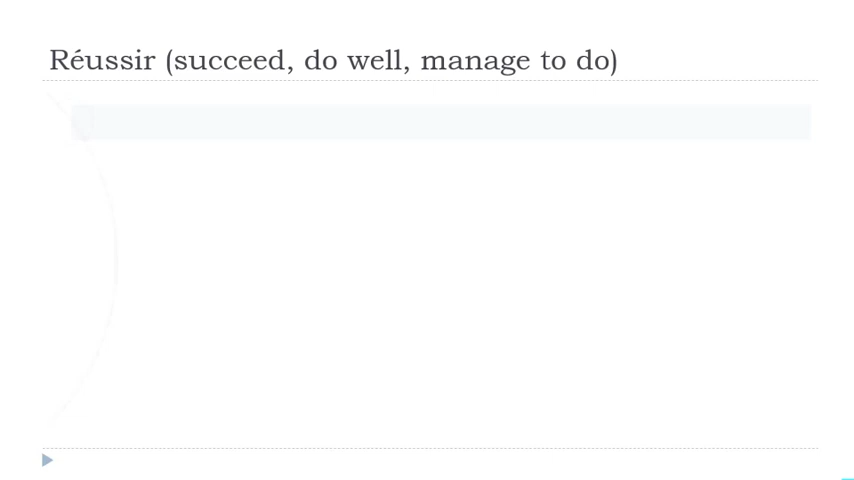 Réussir (succeed, do well, manage to do)